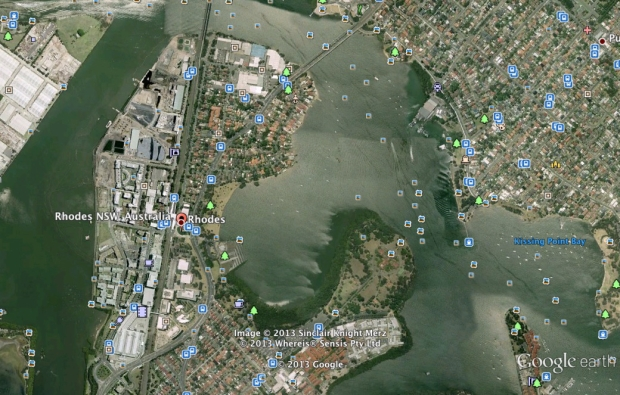 Pu
Rhodes NSW, Australia
Rhodes
Kissing Point Bay
Image © 2013 Sinclair Knight Merz
© 2013 Whereis® Sensis Pty Ltd
© 2013 Google
Google earth